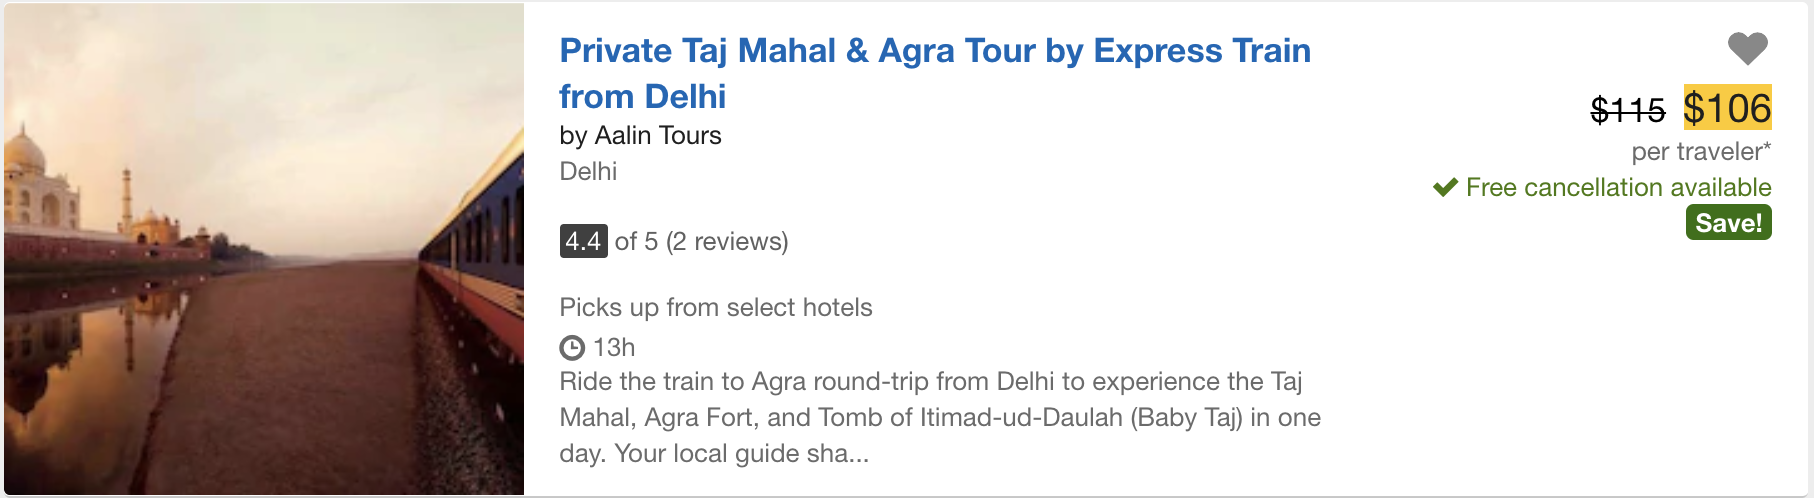 Private Taj Mahal & Agra Tour by Express Train
from Delhi
by Aalin Tours
Delhi
4.4 of 5 (2 reviews)
Picks up from select hotels
13h
Ride the train to Agra round-trip from Delhi to experience the Taj
Mahal, Agra Fort, and Tomb of Itimad-ud-Daulah (Baby Taj) in one
day. Your local guide sha...
$115 $106
per traveler*
Free cancellation available
Save!